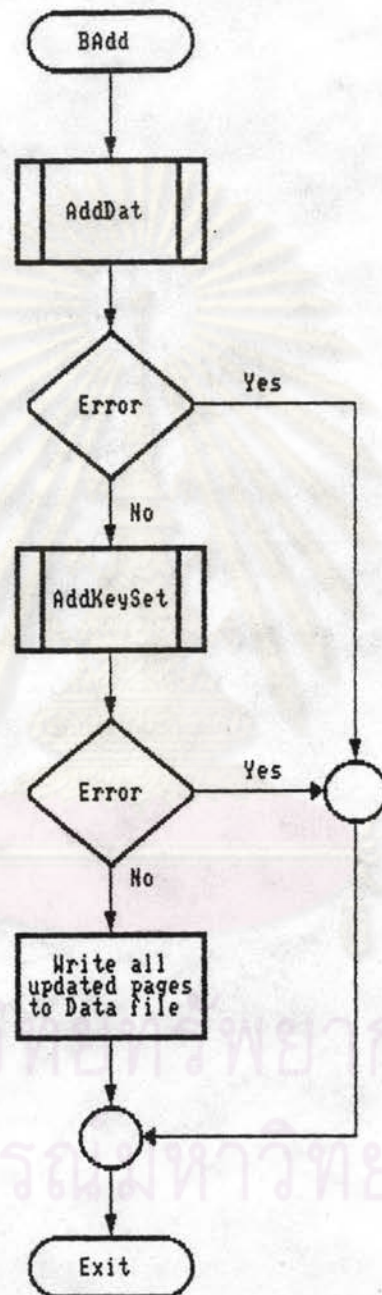 BAdd
AddDat
Error
Yes
No
AddKeySet
Error
Yes
No
Write all
updated pages
to Data file
Exit